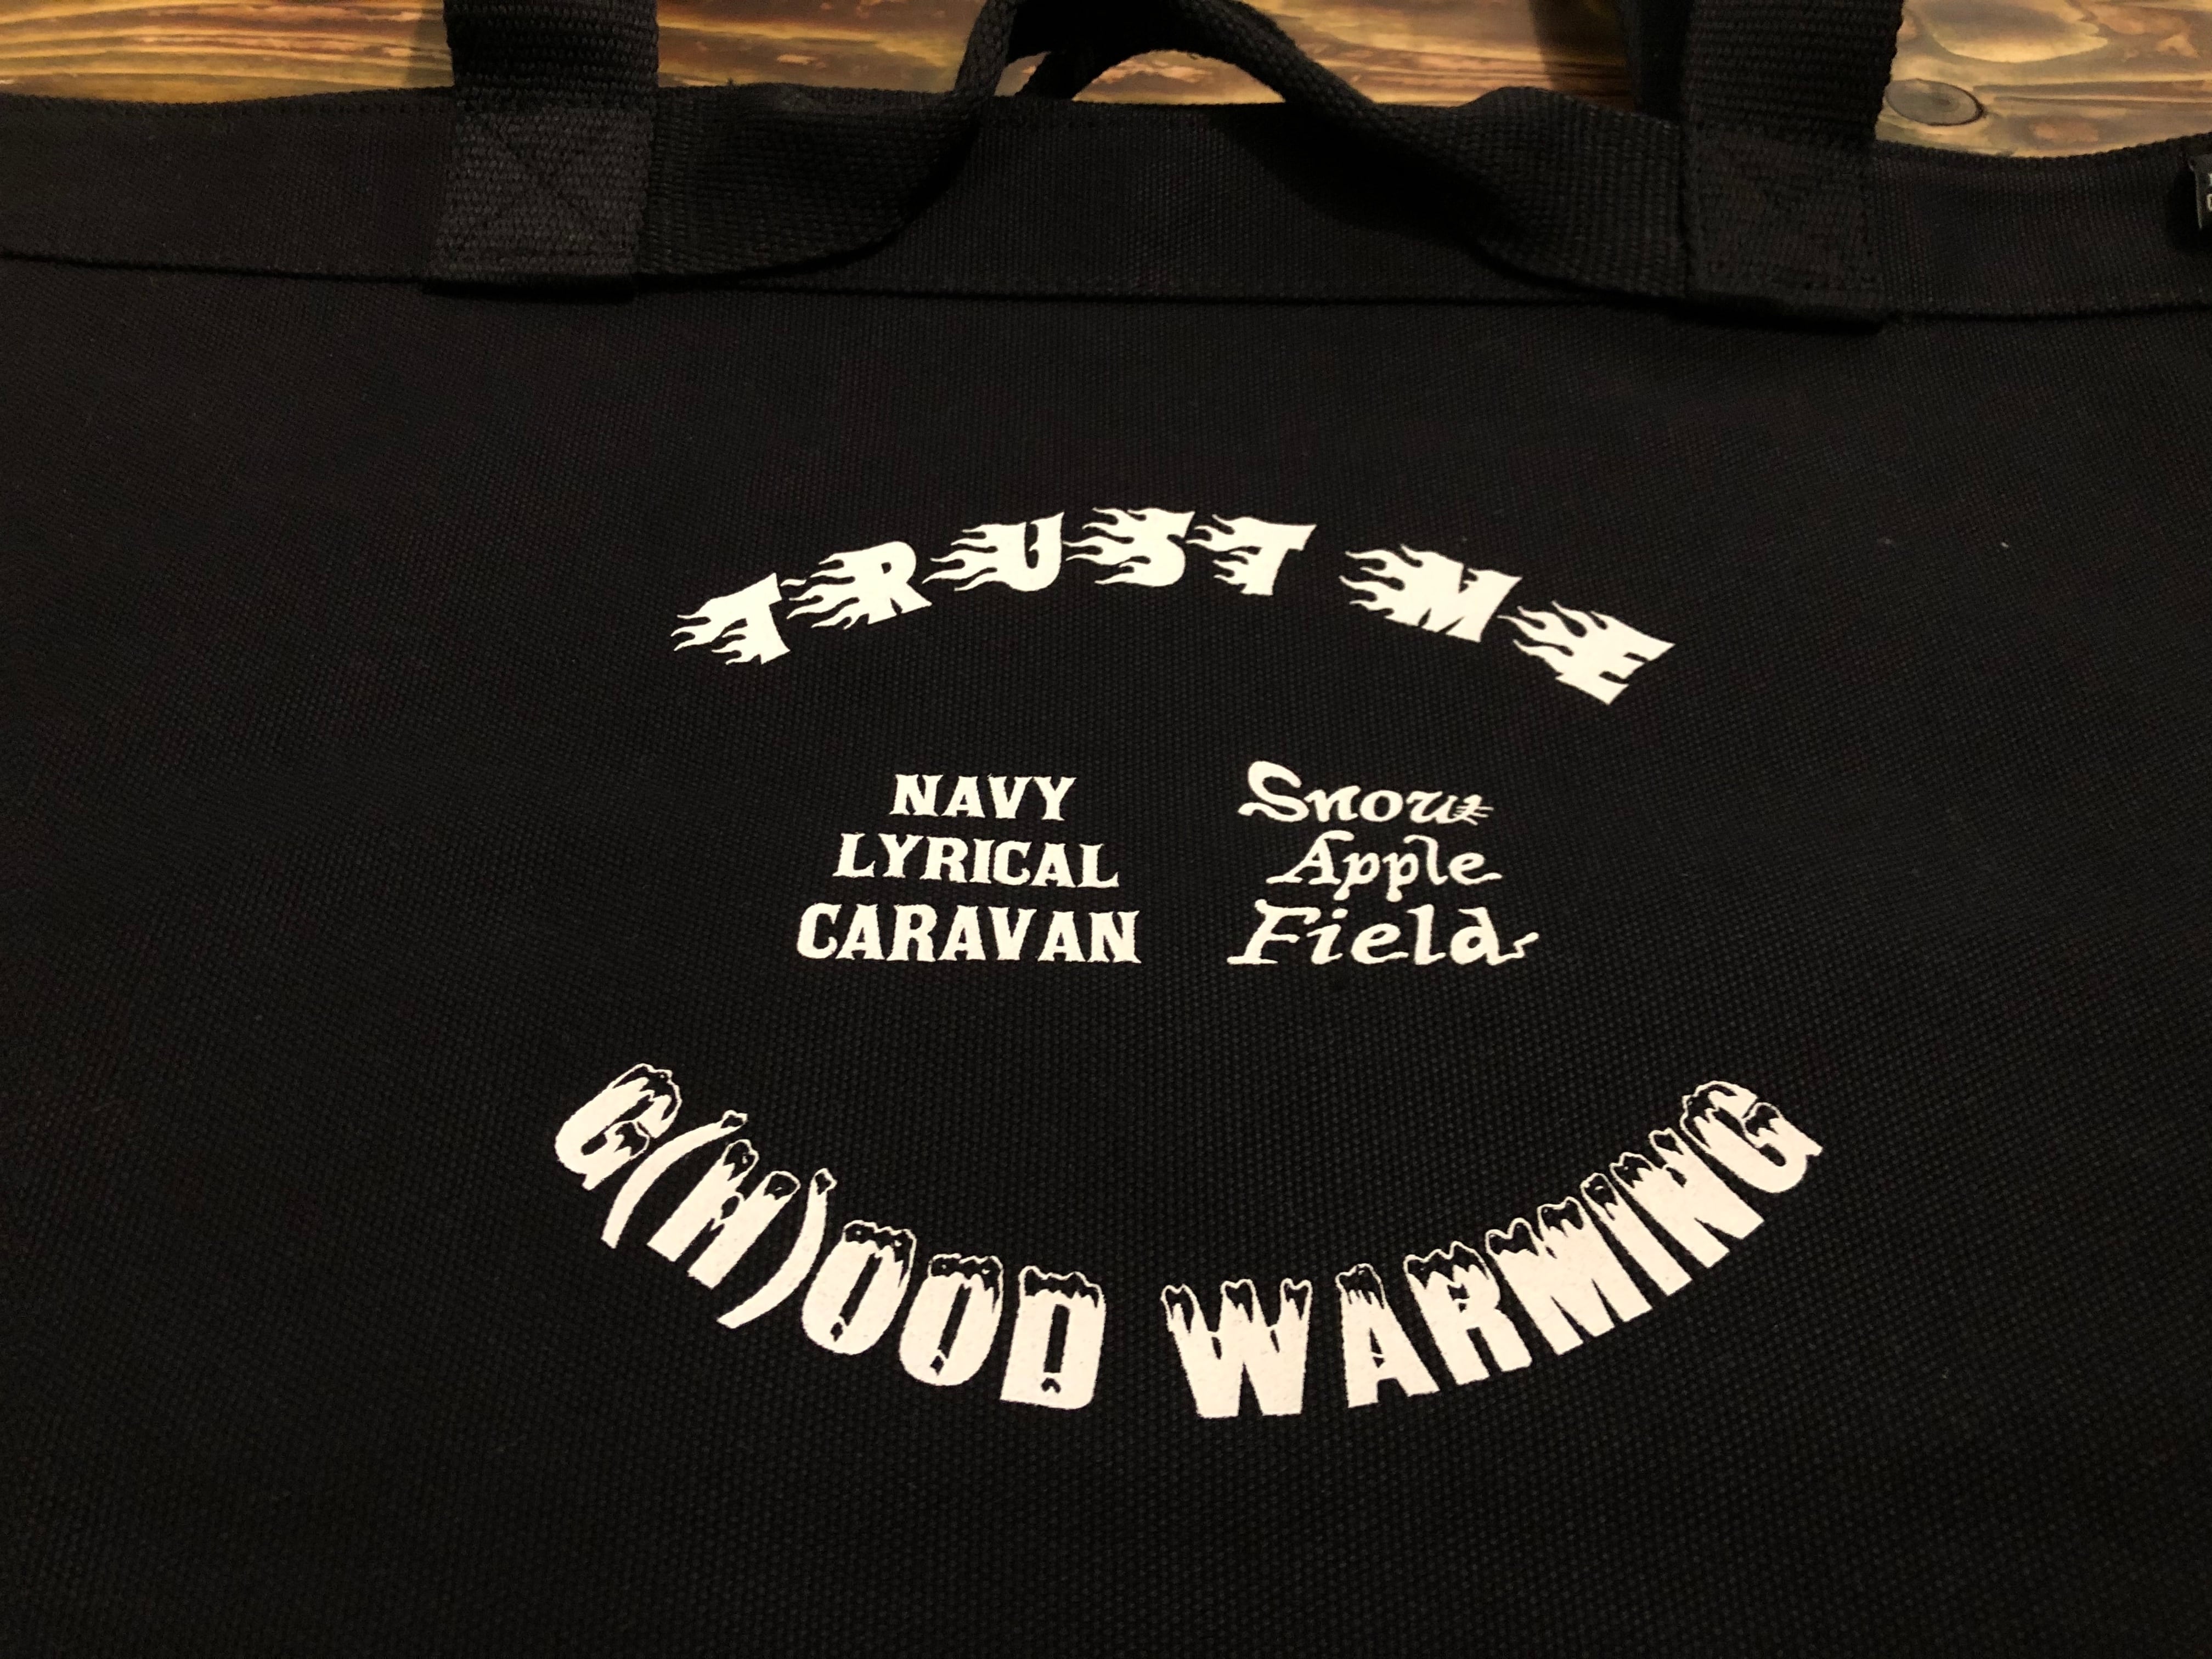 TRUST ME
NAVY
LYRICAL
CARAVAN
Snow
Apple
Field
G(H)OOD WARMING